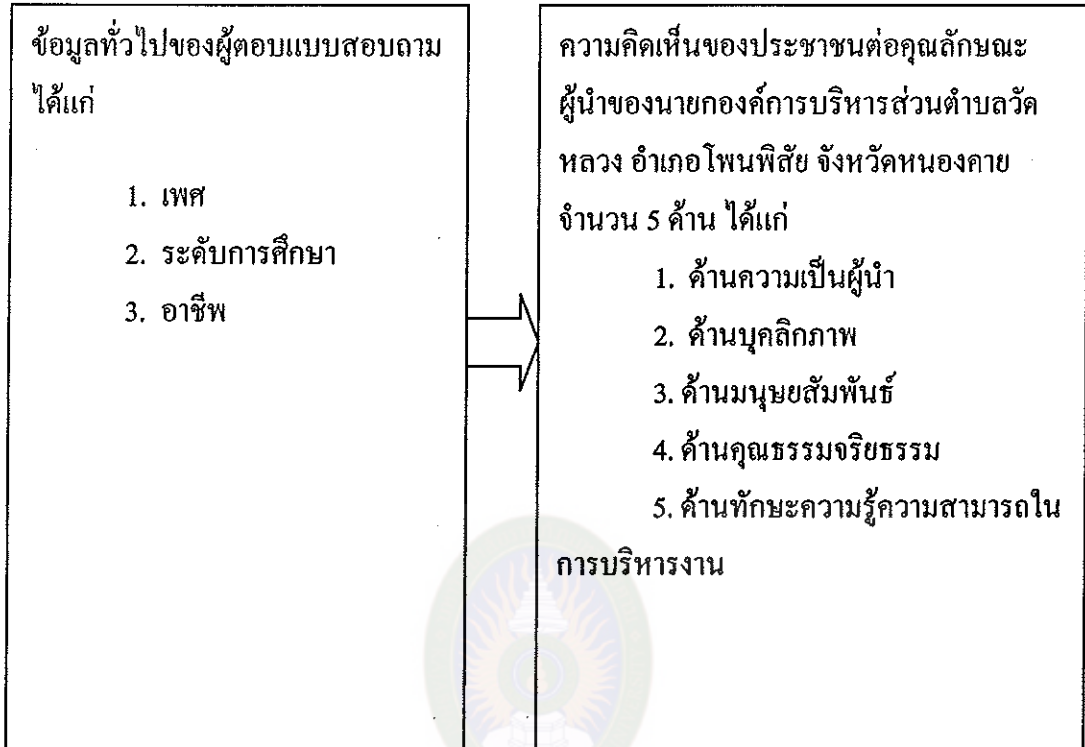 ข้อมูลทั่วไปของผู้ตอบแบบสอบถาม
ได้แก่
1. เพศ
2. ระดับการศึกษา
3. อาชีพ
ความคิดเห็นของประชาชนต่อคุณลักษณะ
ผู้นำของนายกองค์การบริหารส่วนตำบลวัด
หลวง อำเภอโพนพิสัย จังหวัดหนองคาย
จำนวน 5 ด้าน ได้แก่
1. ด้านความเป็นผู้นำ
2. ด้านบุคลิกภาพ
3. ด้านมนุษยสัมพันธ์
4. ด้านคุณธรรมจริยธรรม
5. ด้านทักษะความรู้ความสามารถใน
การบริหารงาน